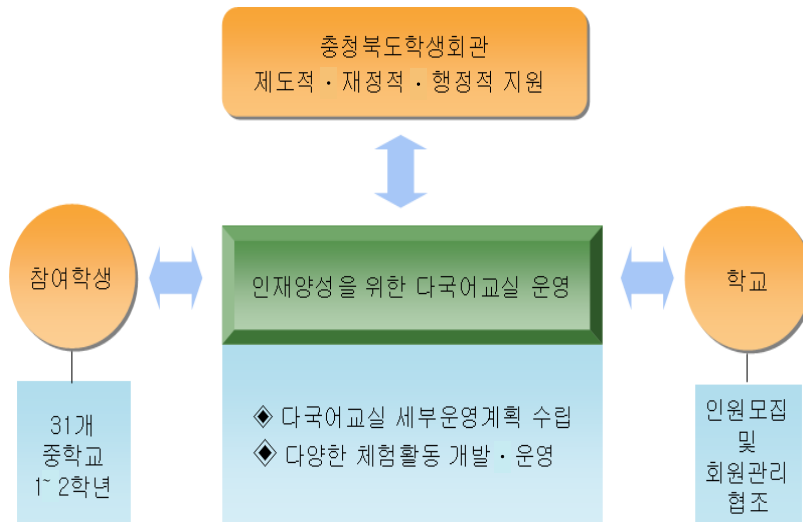 충청북도학생회관
제도적 · 재정적 · 행정적 지원
참여학생
인재양성을 위한 다국어교실 운영
학교
31개
중학교
1~ 2학년
◈ 다국어교실 세부운영계획 수립
◈ 다양한 체험활동 개발 · 운영
인원모집
및
회원관리
협조